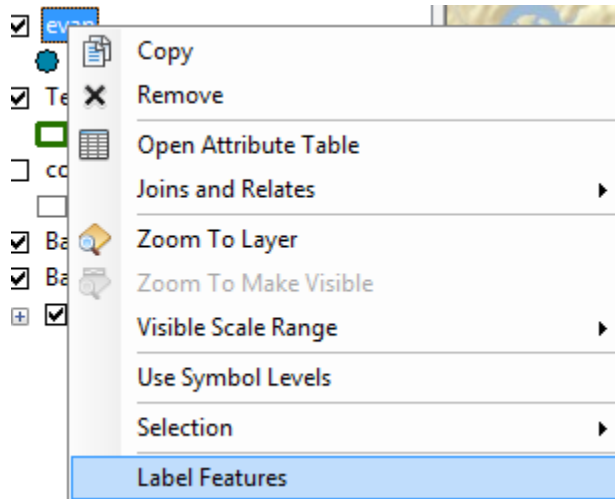 Copy
Remove
Open Attribute Table
Joins and Relates
Zoom To Layer
Zoom To Make Visible
Visible Scale Range
Use Symbol Levels
Selection
Label Features